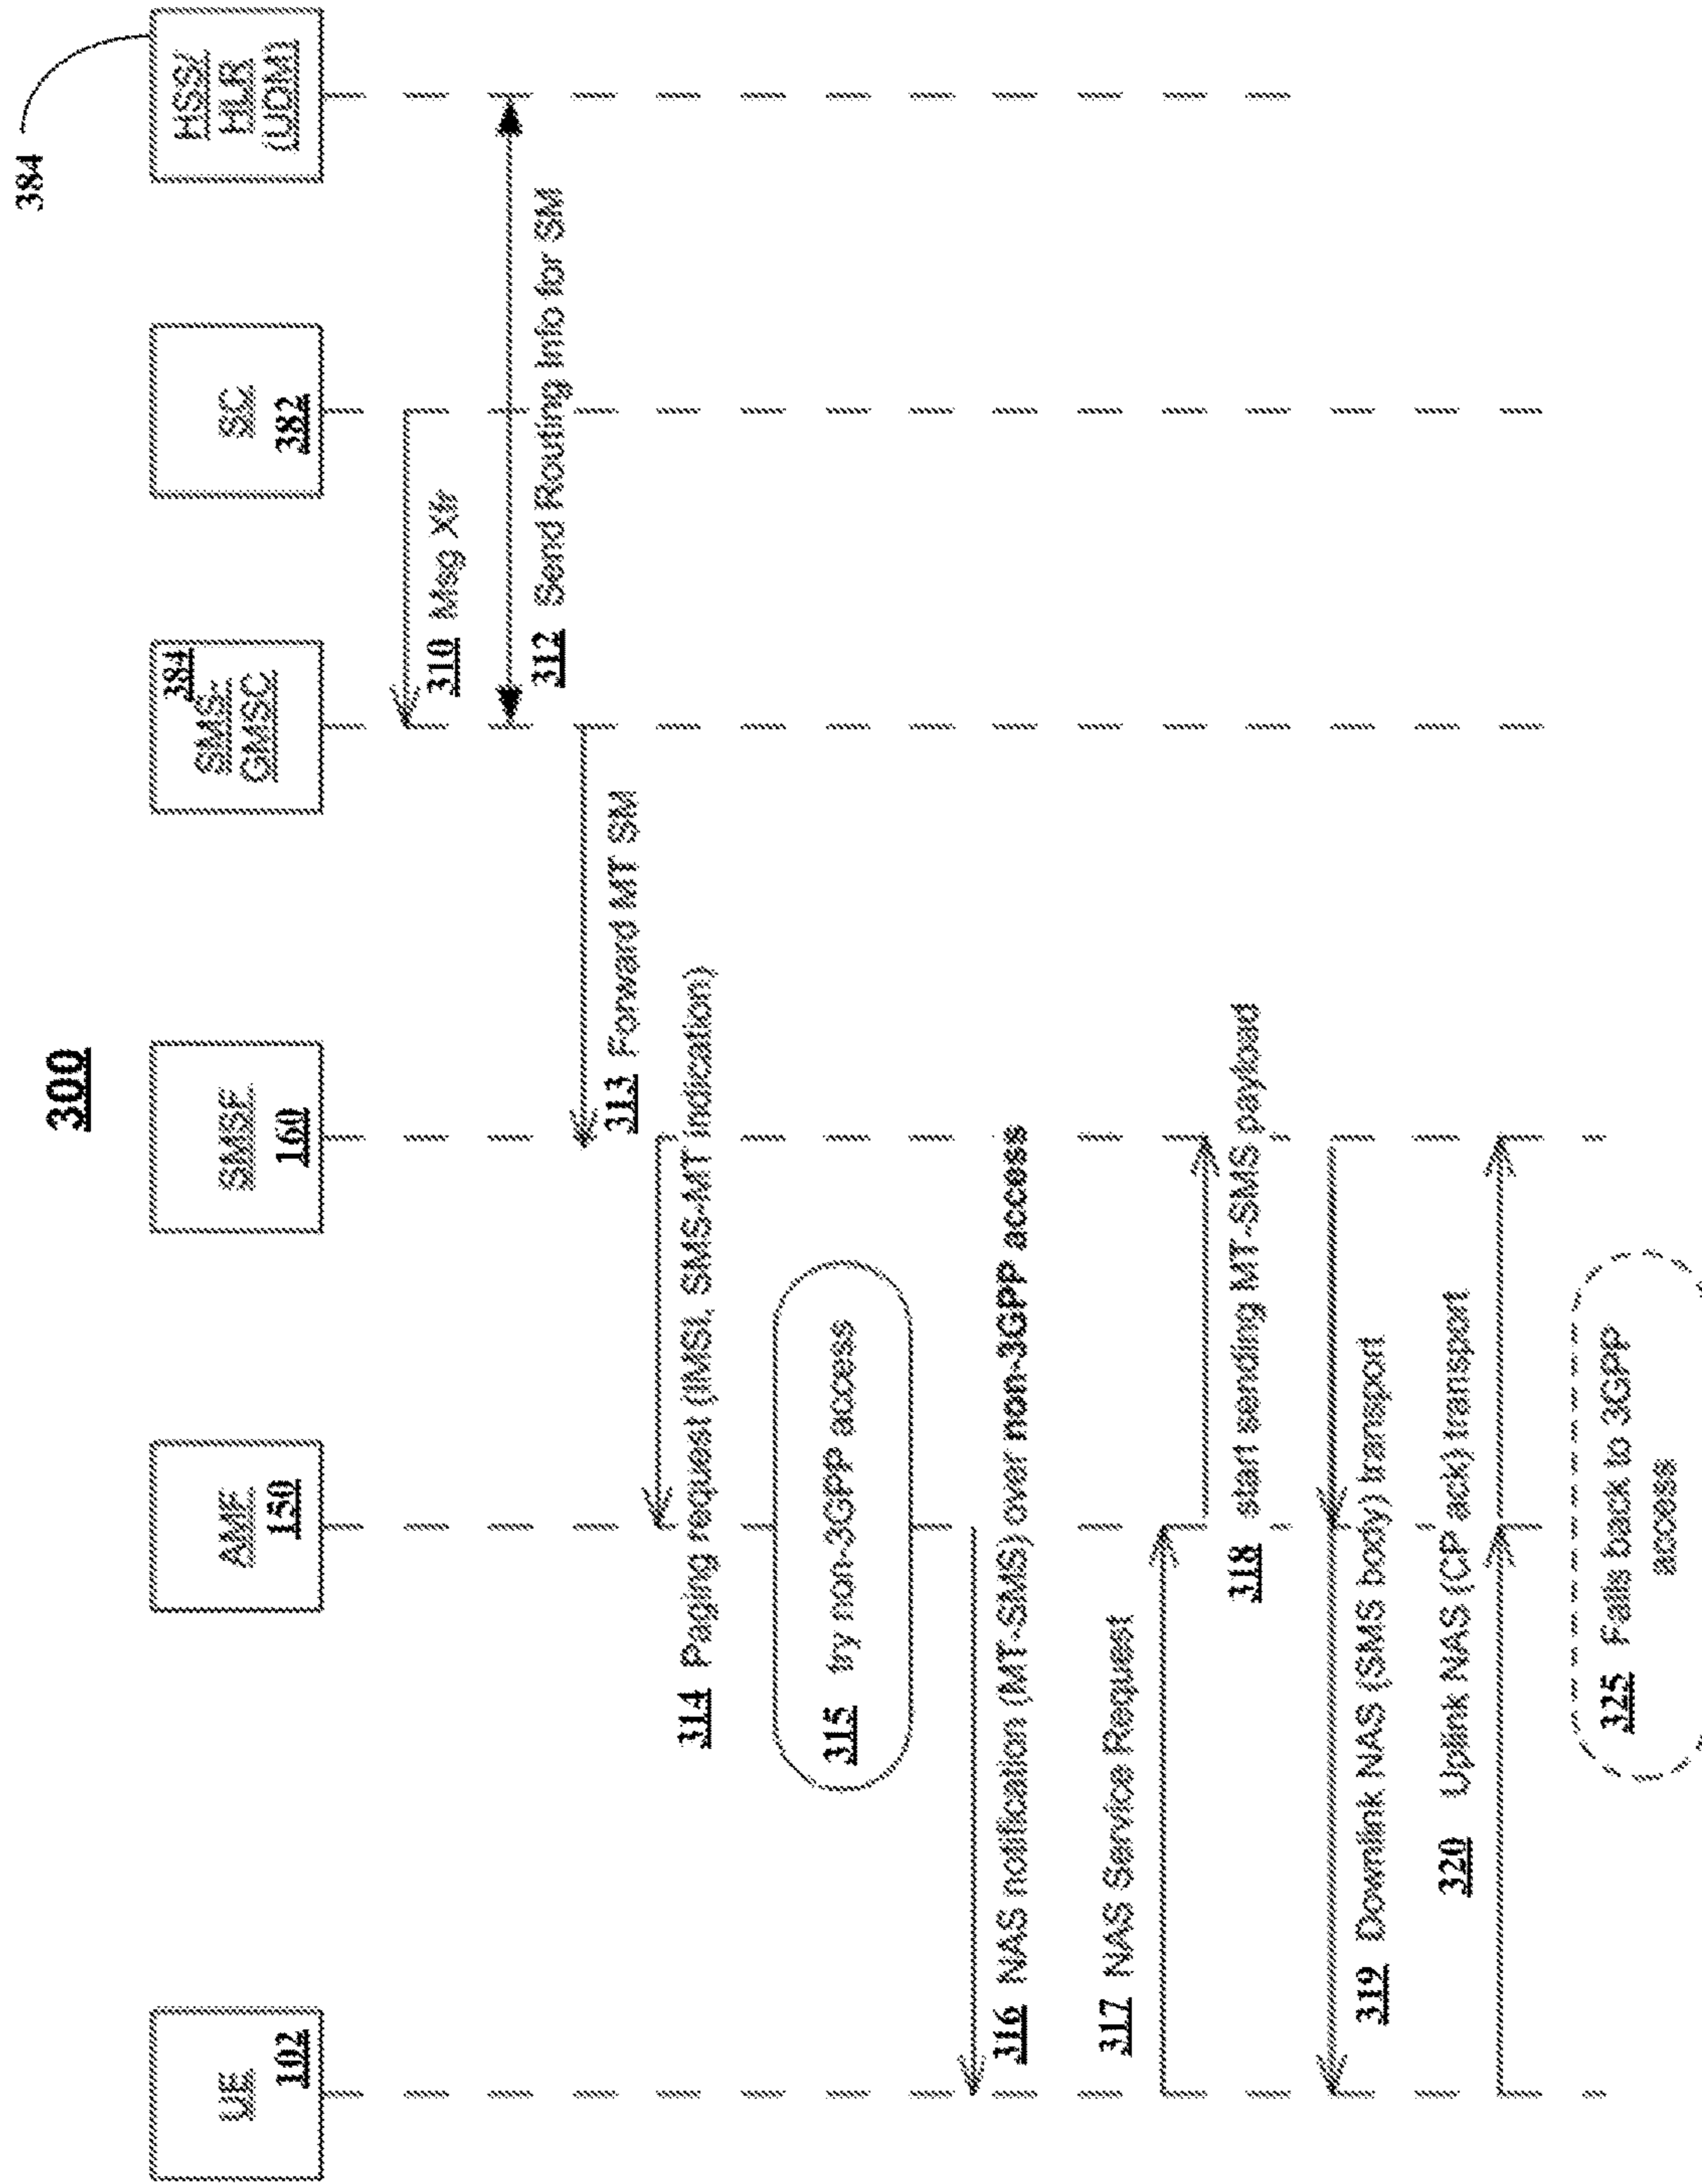 300
UE
102
AMF
150
SMSF
160
384
SMS-
GMSC
SC
382
HSS/
HLR
(UDM)
384
310 Msg Xfr
312 Send Routing Info for SM
313 Forward MT SM
314 Paging request (IMSI, SMS-MT indication)
315 try non-3GPP access
316 NAS notification (MT-SMS) over non-3GPP access
317 NAS Service Request
318 start sending MT-SMS payload
319 Downlink NAS (SMS body) transport
320 Uplink NAS (CP ack) transport
325 Falls back to 3GPP
access